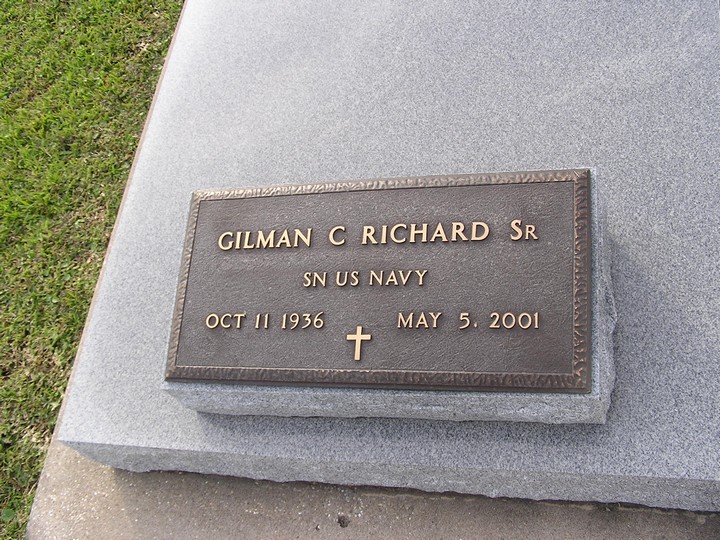 GILMAN C RICHARD SR
SN US NAVY
OCT 11 1936 MAY 5. 2001